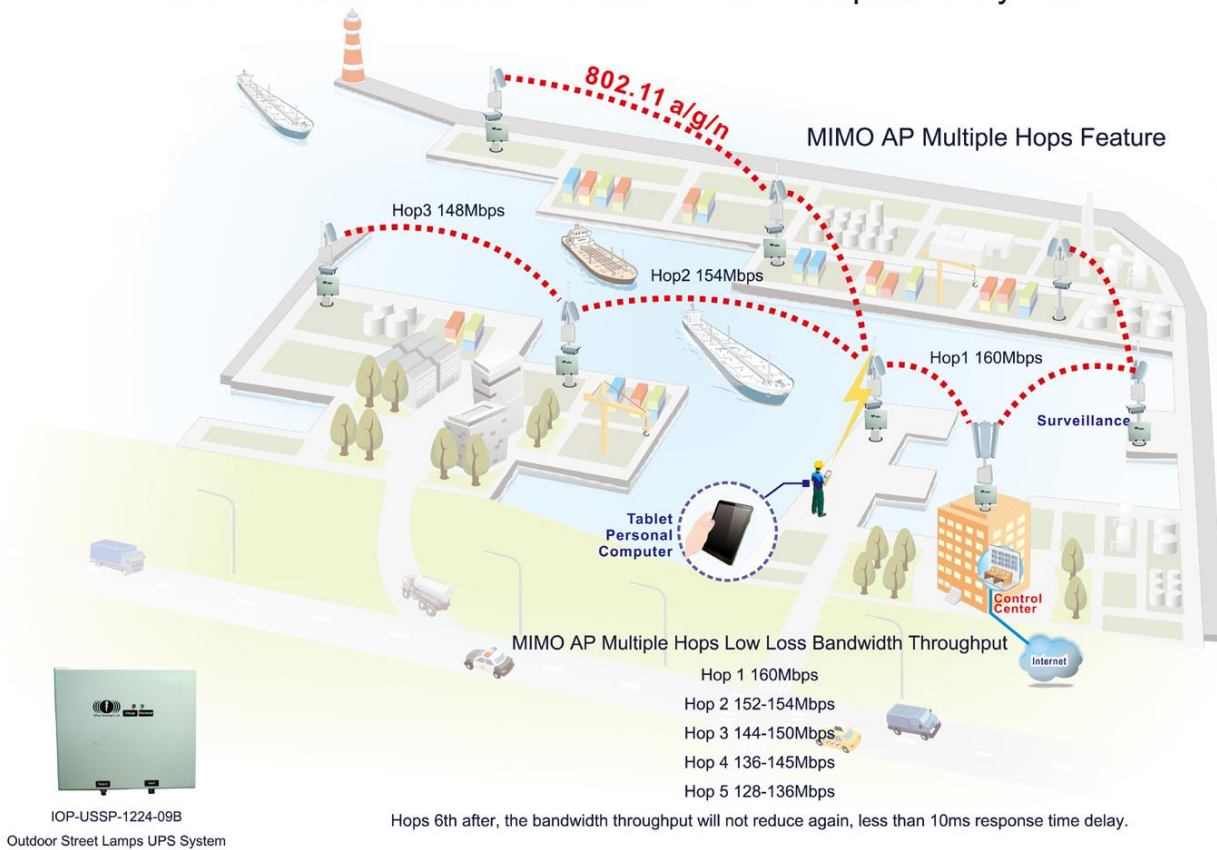 802.11 a/g/n
MIMO AP Multiple Hops Feature
Hop3 148Mbps
Hop2 154Mbps
Hop1 160Mbps
Surveillance
Tablet
Personal
Computer
Control
Center
Internet
MIMO AP Multiple Hops Low Loss Bandwidth Throughput
Hop 1 160Mbps
Hop 2 152-154Mbps
Hop 3 144-150Mbps
Hop 4 136-145Mbps
Hop 5 128-136Mbps
Hops 6th after, the bandwidth throughput will not reduce again, less than 10ms response time delay.
IOP-USSP-1224-09B
Outdoor Street Lamps UPS System